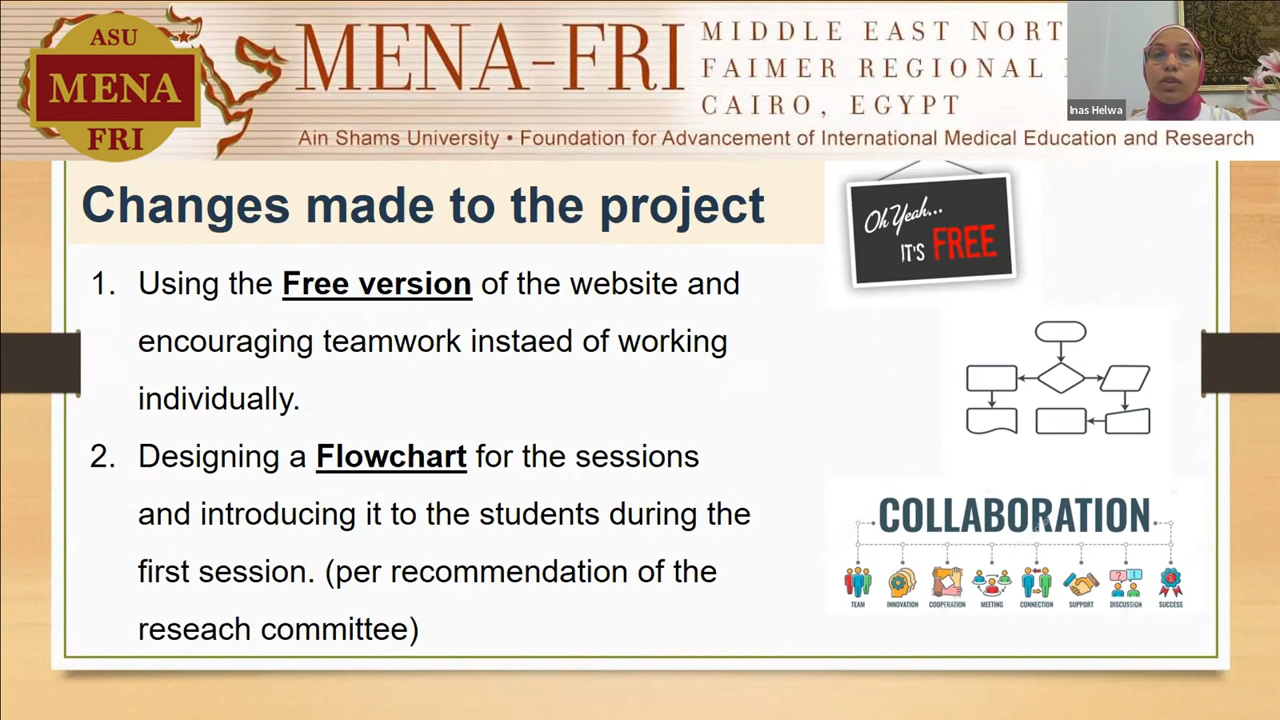 ASU
MENA
FRI
MENA-FRI
MIDDLE EAST NORT
FAIMER REGIONAL
CAIRO, EGYPT
Ain Shams University • Foundation for Advancement of International Medical Education and Research
Inas Helwa
Changes made to the project
Oh Yeah...
IT'S FREE
1. Using the Free version of the website and
encouraging teamwork instaed of working
individually.
2. Designing a Flowchart for the sessions
and introducing it to the students during the
first session. (per recommendation of the
reseach committee)
COLLABORATION
TEAM INNOVATION COOPERATION MEETING CONNECTION SUPPORT DISCUSSION SUCCESS